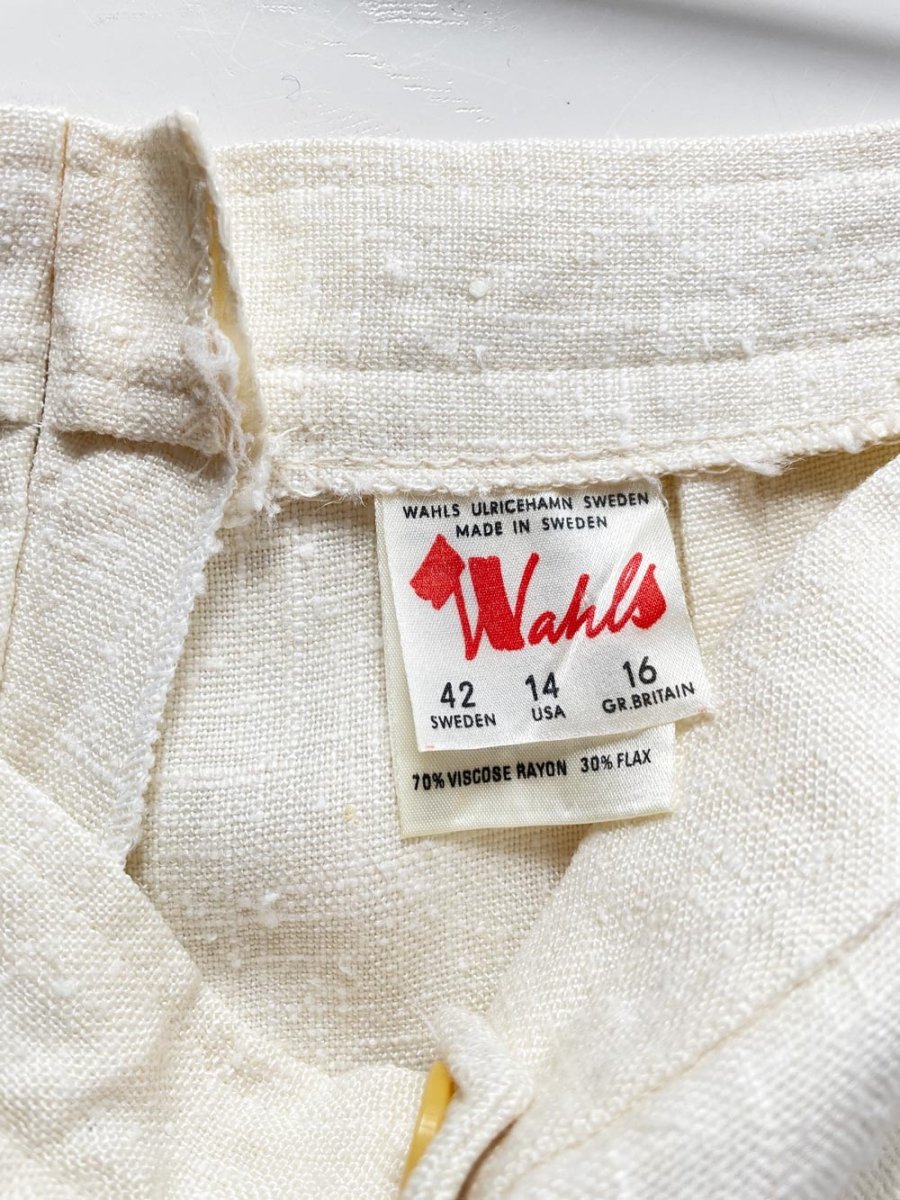 WAHLS ULRICEHAMN SWEDEN
MADE IN SWEDEN
Wahls
42 14 16
SWEDEN USA GR.BRITAIN
70% VISCOSE RAYON 30% FLAX